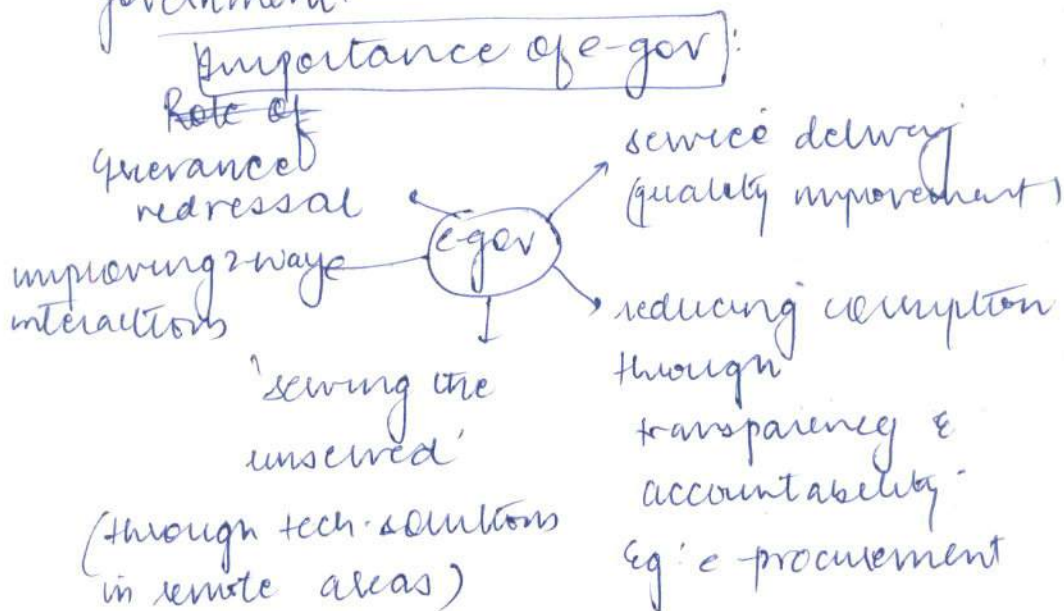 government.
Importance of e-gov:
Role of
Grievance
redressal
improving 2-way
interactions
e-gov
service delivery
(quality improvement)
reducing corruption
through
transparency &
accountability
Eg: e-procurement
'serving the
unserved'
(through tech. solutions
in remote areas)